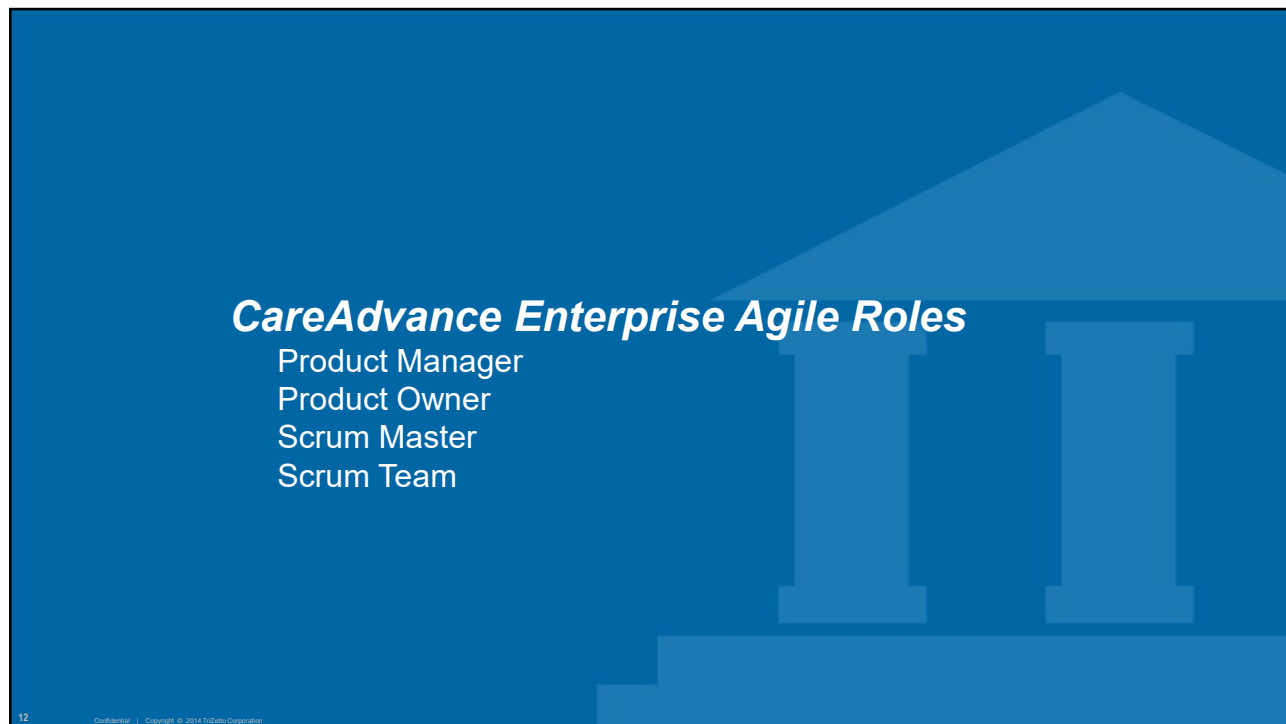 CareAdvance Enterprise Agile Roles
Product Manager
Product Owner
Scrum Master
Scrum Team
12 Confidential | Copyright © 2014 TriZetto Corporation